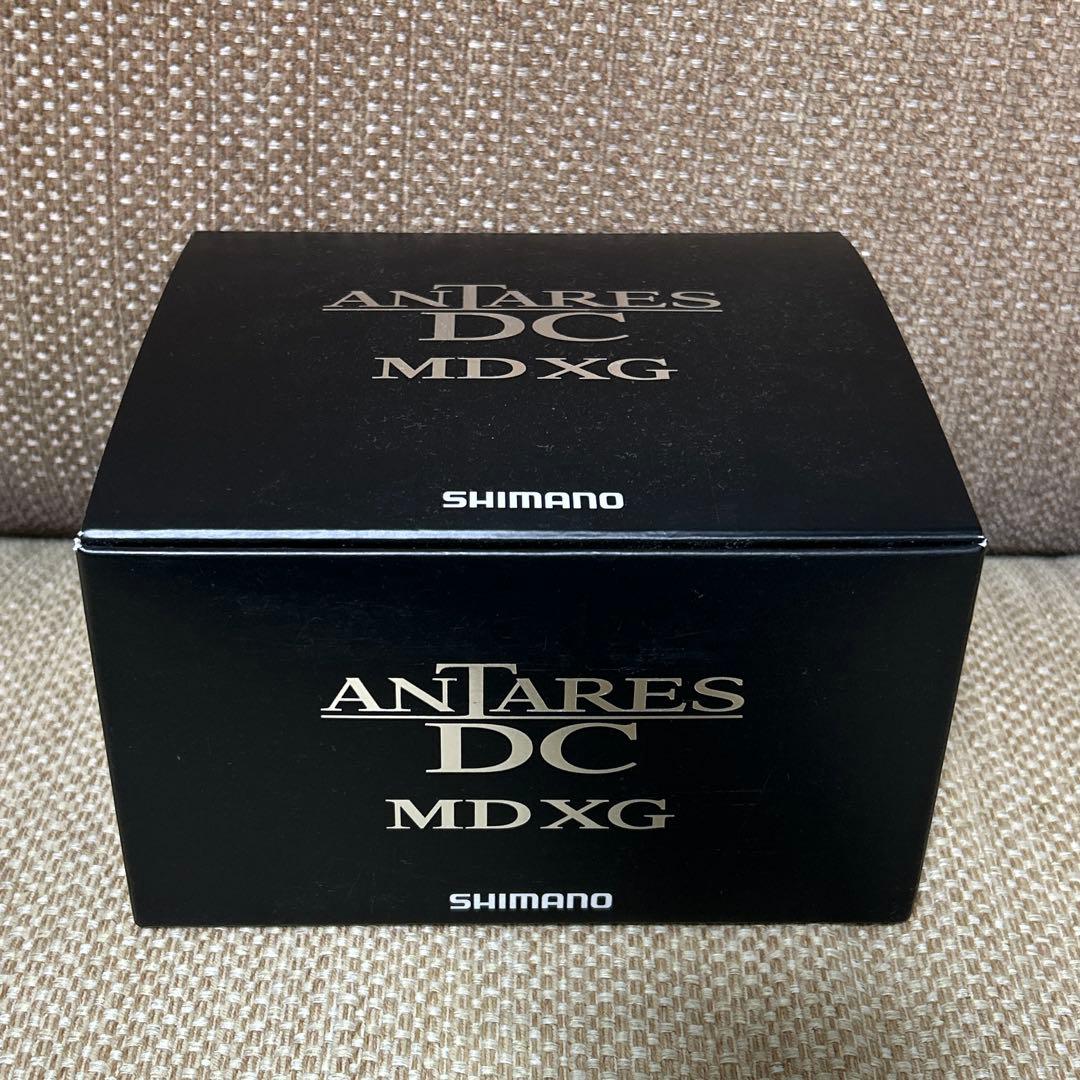 ANTARES
DC
MD XG
SHIMANO
ANTARES
DC
MD XG
SHIMANO